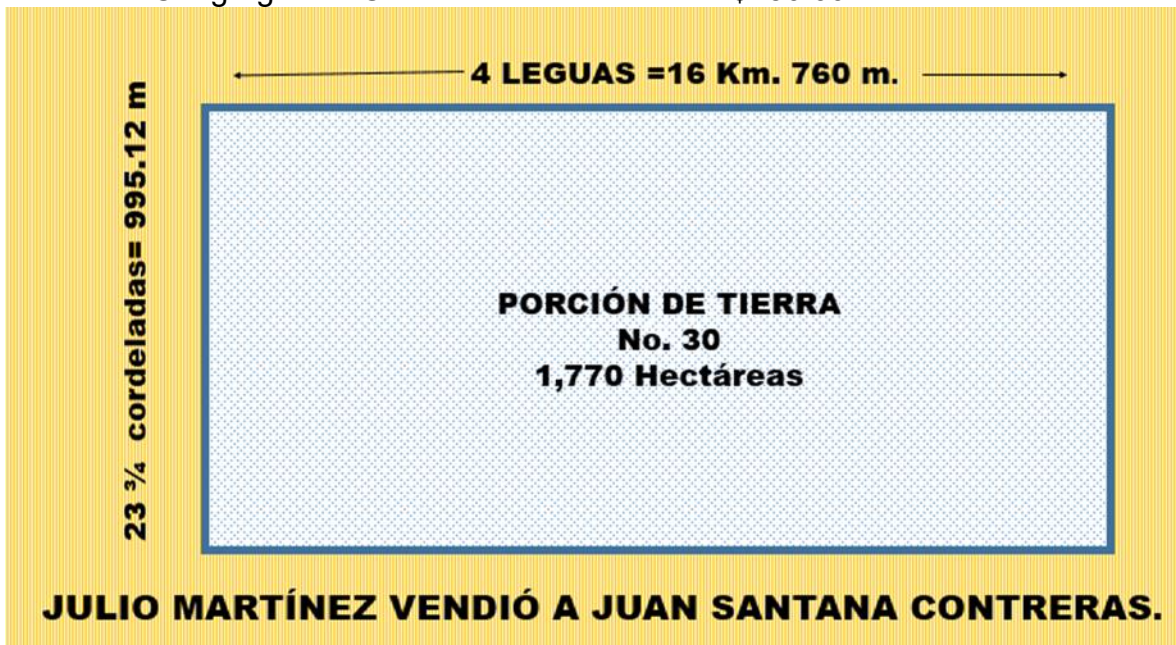 4 LEGUAS =16 Km. 760 m.
23 ¾ cordeladas= 995.12 m
PORCIÓN DE TIERRA
No. 30
1,770 Hectáreas
JULIO MARTÍNEZ VENDIÓ A JUAN SANTANA CONTRERAS.